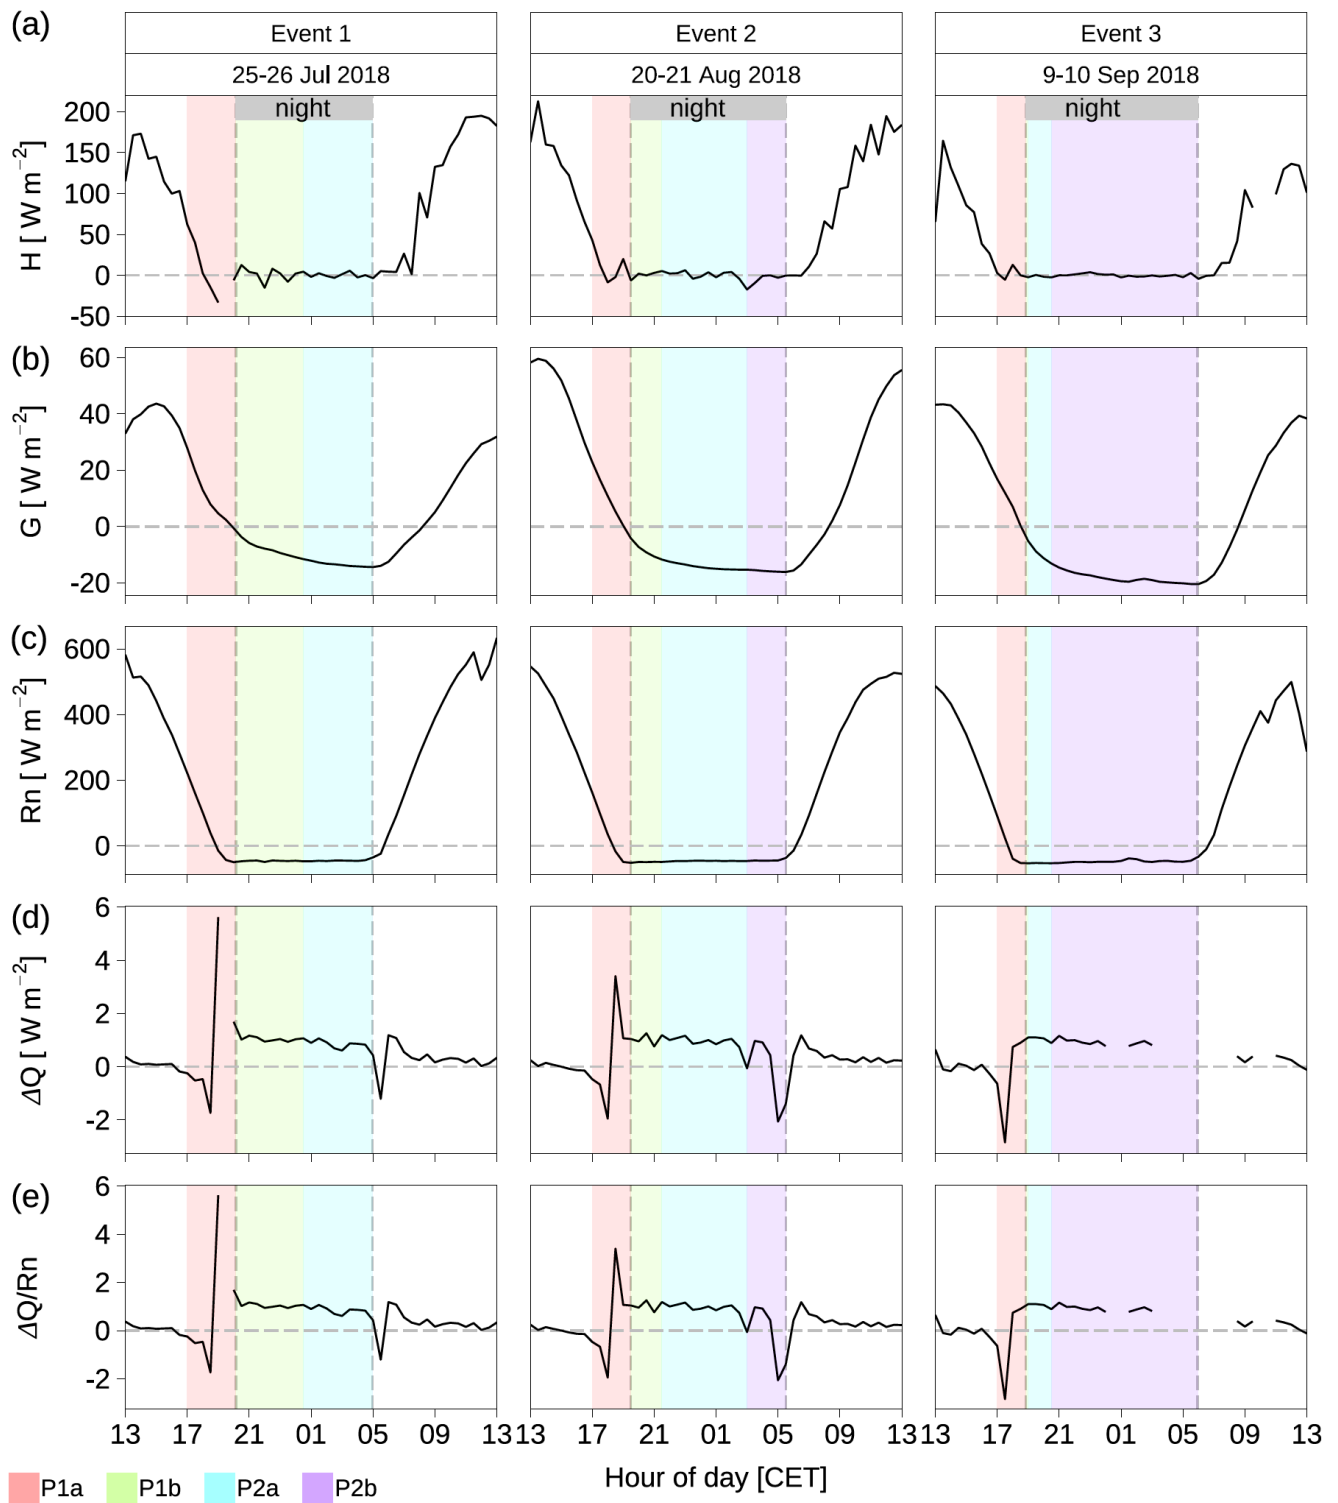 (a)
Event 1 Event 2 Event 3
25-26 Jul 2018 20-21 Aug 2018 9-10 Sep 2018
night night night
H [ W m⁻²]
200
150
100
50
0
-50
13 17 21 01 05 09 13 13 17 21 01 05 09 13 13 17 21 01 05 09 13
(b)
G [ W m⁻²]
60
40
20
0
-20
(c)
Rn [ W m⁻²]
600
400
200
0
(d)
ΔQ [ W m⁻²]
6
4
2
0
-2
(e)
ΔQ/Rn
6
4
2
0
-2
Hour of day [CET]
P1a P1b P2a P2b